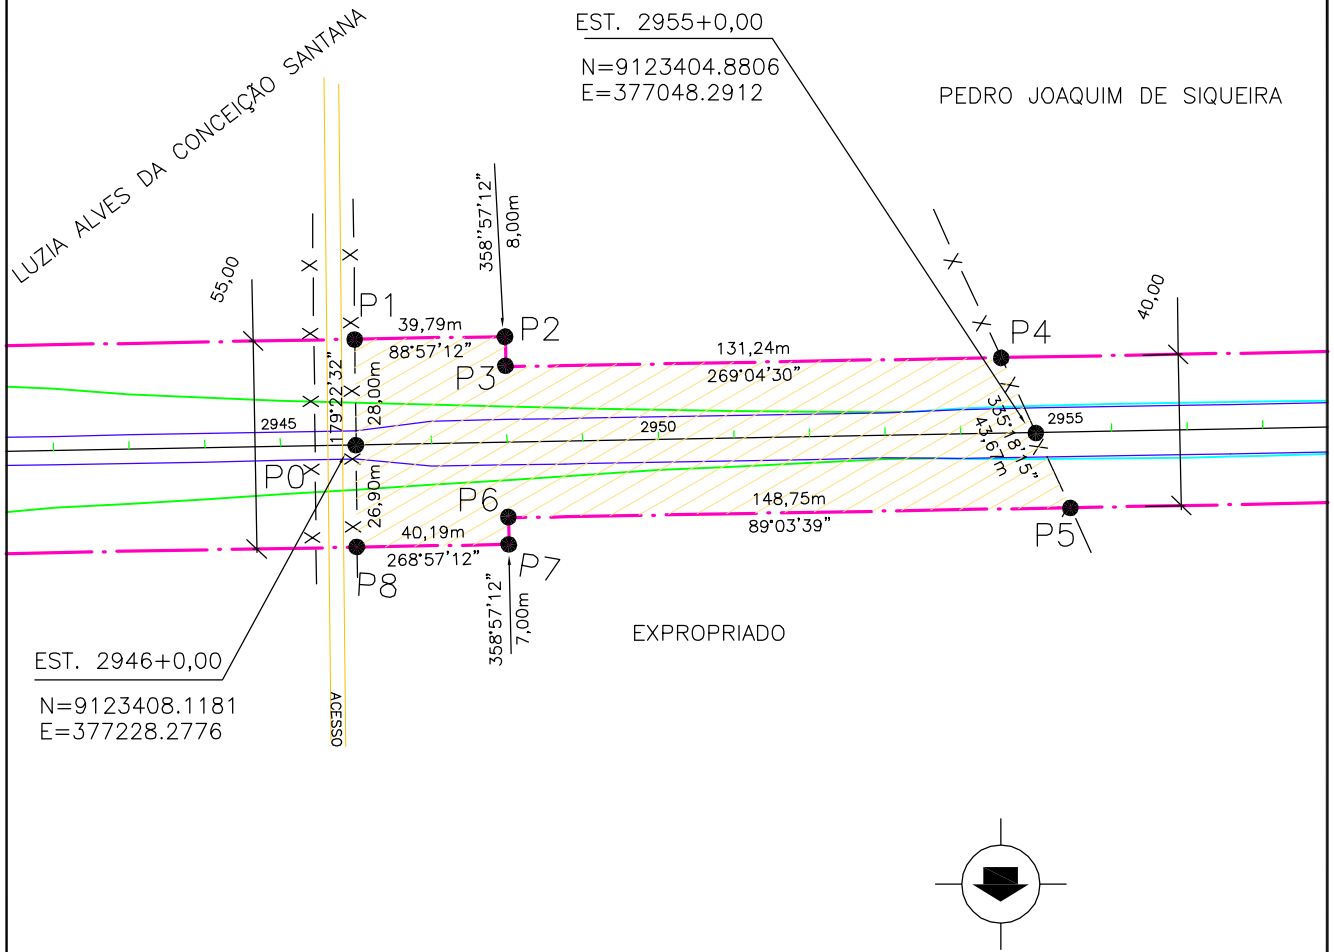 EST. 2955+0,00
N=9123404.8806
E=377048.2912
PEDRO JOAQUIM DE SIQUEIRA
LUZIA ALVES DA CONCEIÇÃO SANTANA
55,00
358°'57'12"
8,00m
40,00
P1
39,79m
88°57'12"
P2
P3
131,24m
269°04'30"
P4
179°22'32"
28,00m
2945
2950
2955
335°18'15"
43,67m
P0
26,90m
P6
148,75m
89°03'39"
P5
40,19m
268°57'12"
P7
P8
358°57'12"
7,00m
EXPROPRIADO
EST. 2946+0,00
N=9123408.1181
E=377228.2776
ACESSO